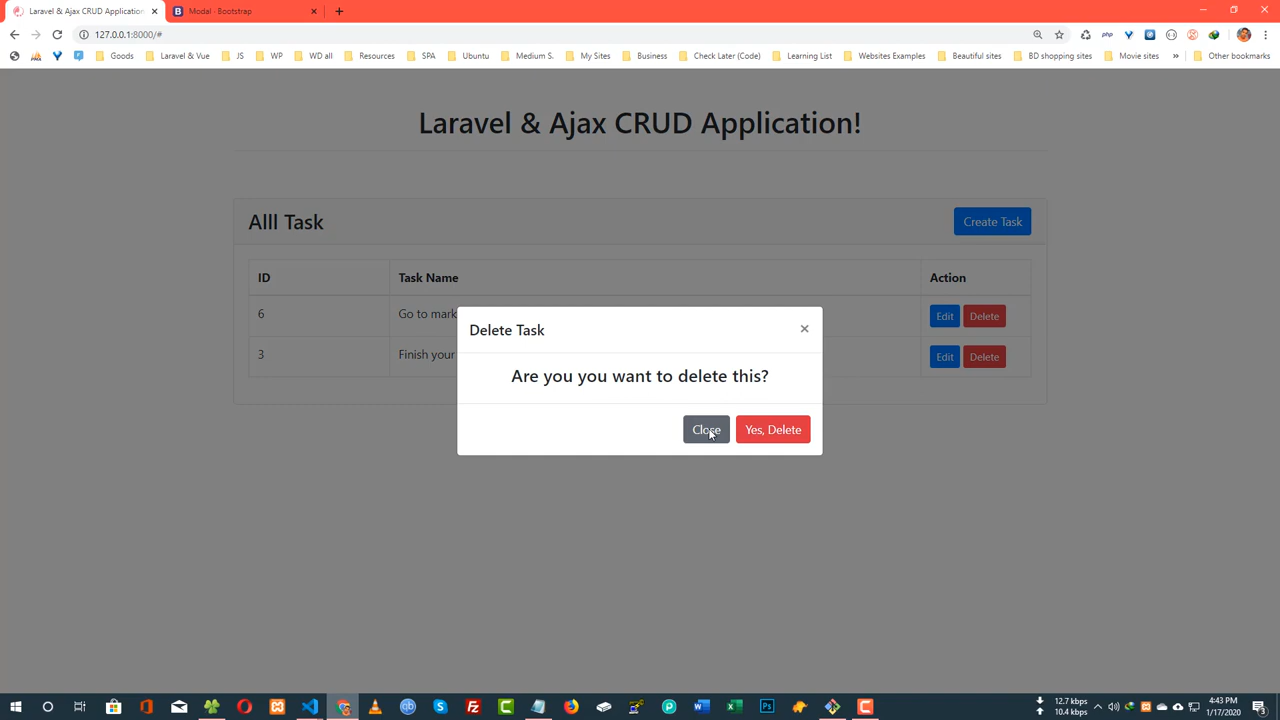 Laravel & Ajax CRUD Application
Modal · Bootstrap
127.0.0.1:8000/#
php
Goods
Laravel & Vue
JS
WP
WD all
Resources
SPA
Ubuntu
Medium S.
My Sites
Business
Check Later (Code)
Learning List
Websites Examples
Beautiful sites
BD shopping sites
Movie sites
»
Other bookmarks
Laravel & Ajax CRUD Application!
Alll Task
Create Task
ID Task Name Action
6 Go to mark Edit Delete
3 Finish your Edit Delete
Delete Task
×
Are you you want to delete this?
Close
Yes, Delete
12.7 kbps
10.4 kbps
4:43 PM
1/17/2020